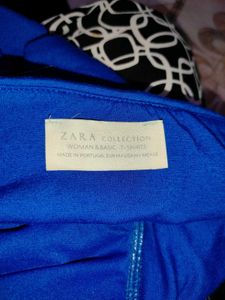 ZARA COLLECTION
WOMAN & BASIC -T-SHIRTS
MADE IN PORTUGAL